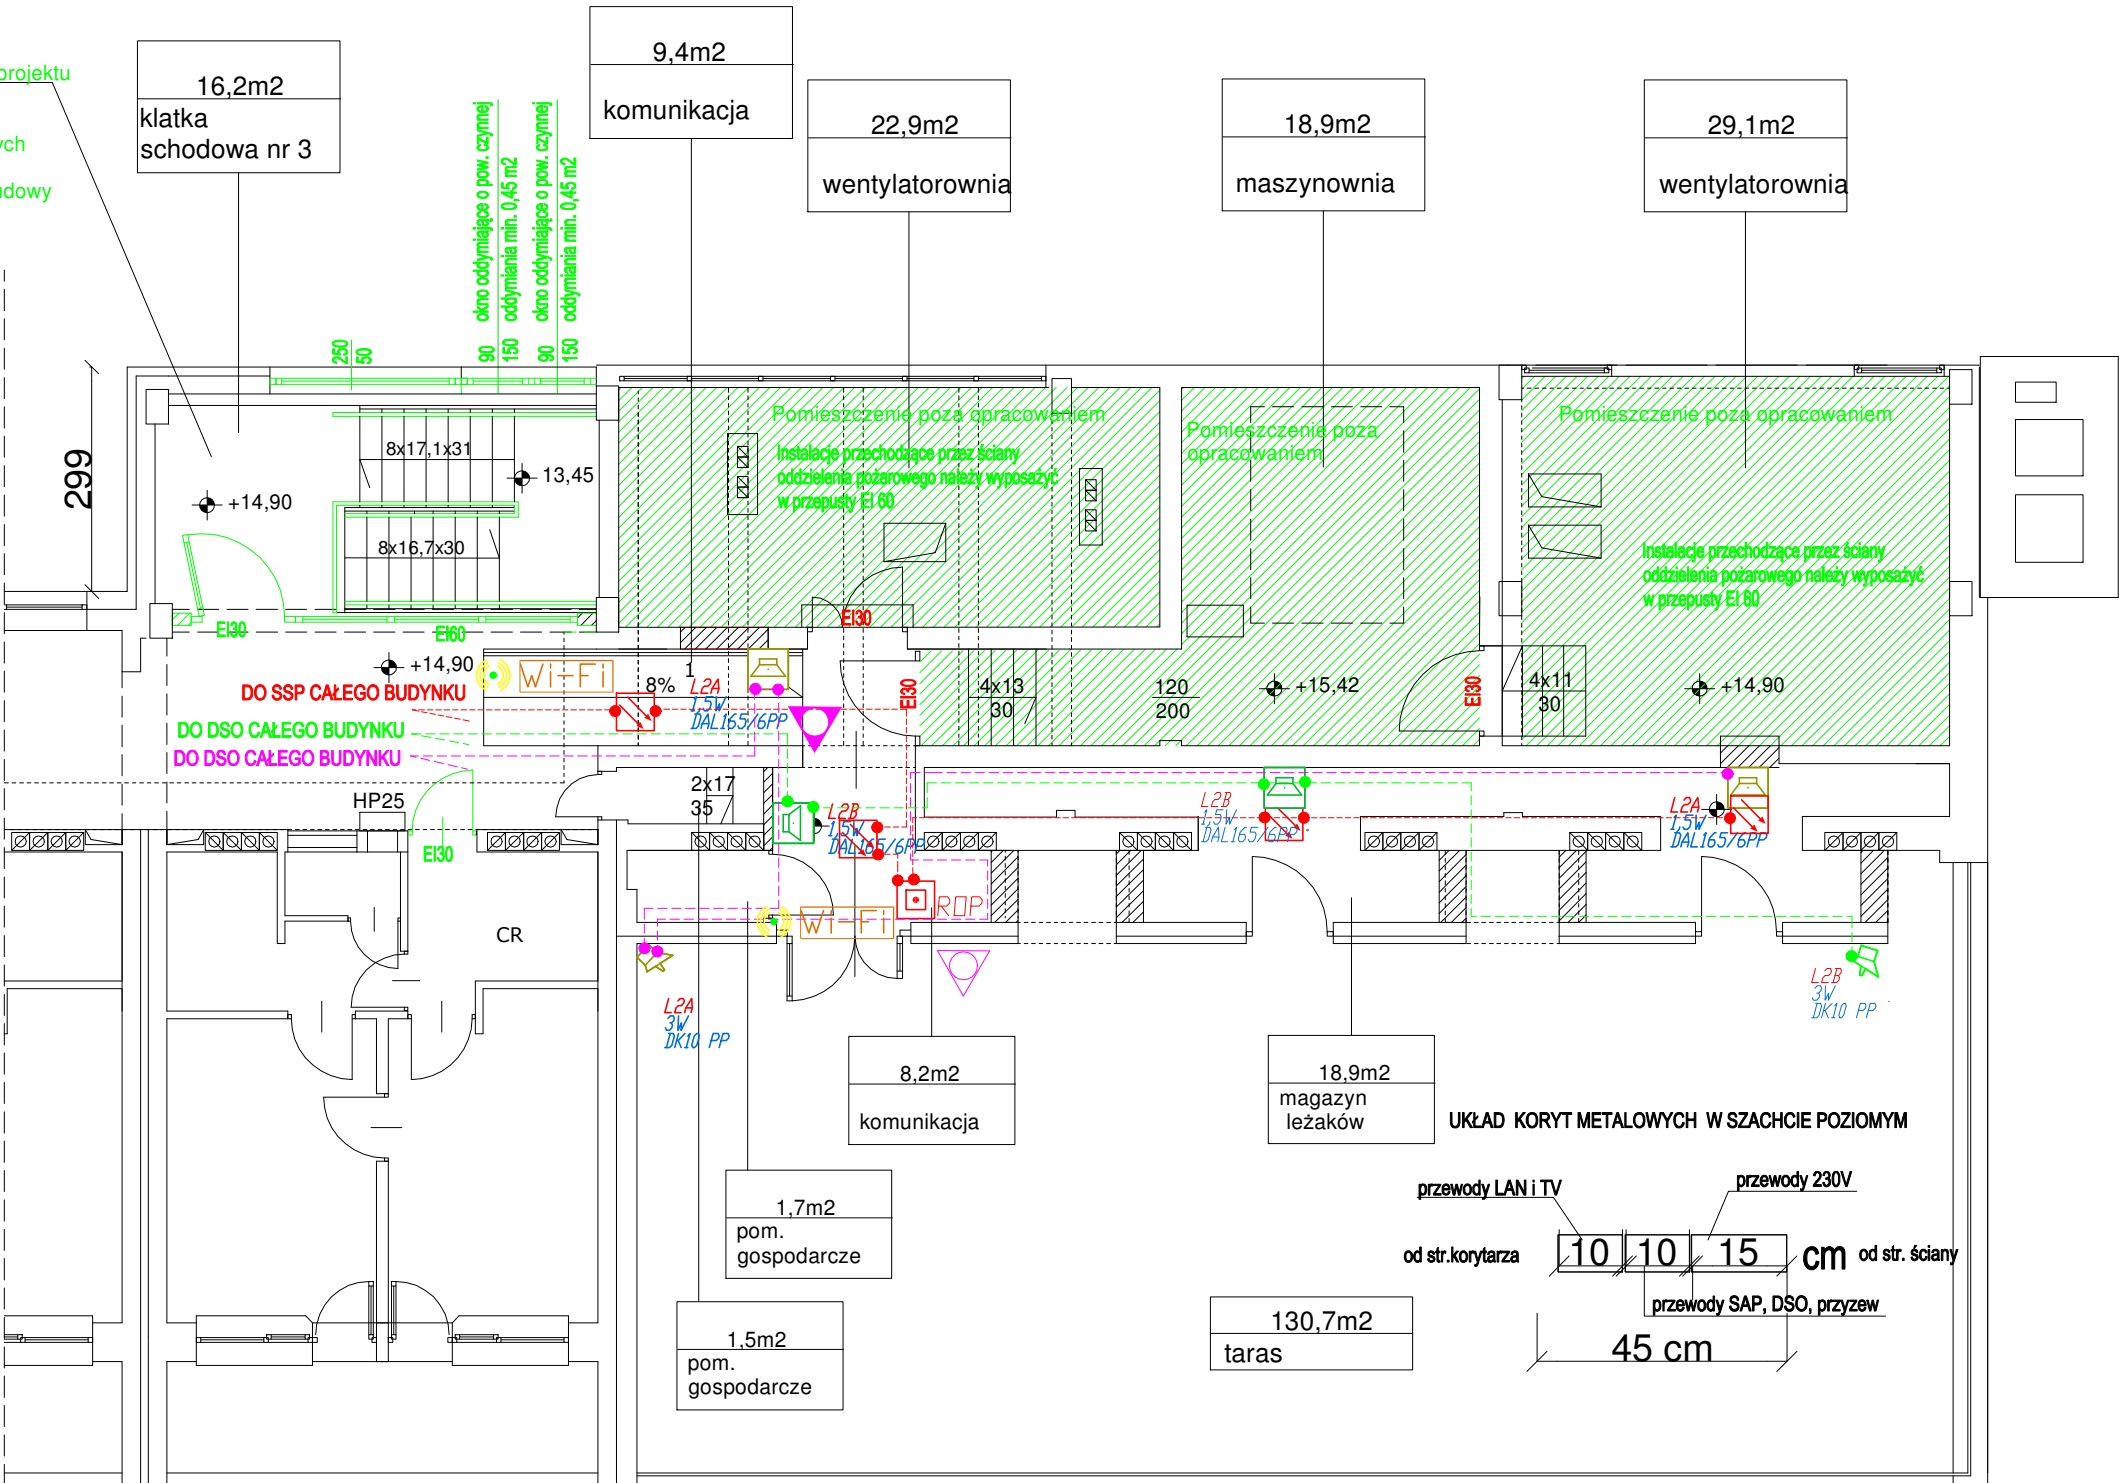 projektu
ych
udowy
16,2m2
klatka
schodowa nr 3
9,4m2
komunikacja
22,9m2
wentylatorownia
18,9m2
maszynownia
29,1m2
wentylatorownia
okno oddymiające o pow. czynnej
oddymiania min. 0,45 m2
90
150
okno oddymiające o pow. czynnej
oddymiania min. 0,45 m2
90
150
250
50
299
8x17,1x31
13,45
+14,90
8x16,7x30
Pomieszczenie poza opracowaniem
Instalacje przechodzące przez ściany
oddzielenia pożarowego należy wyposażyć
w przepusty EI 60
Pomieszczenie poza
opracowaniem
Pomieszczenie poza opracowaniem
Instalacje przechodzące przez ściany
oddzielenia pożarowego należy wyposażyć
w przepusty EI 60
EI30
EI60
EI30
+14,90
Wi-Fi
8%
1
L2A
1,5W
DAL165/6PP
EI30
4x13
30
120
200
+15,42
EI30
4x11
30
+14,90
DO SSP CAŁEGO BUDYNKU
DO DSO CAŁEGO BUDYNKU
DO DSO CAŁEGO BUDYNKU
HP25
2x17
35
L2B
1,5W
DAL165/6PP
L2B
1,5W
DAL165/6PP
L2A
1,5W
DAL165/6PP
EI30
ROP
Wi-Fi
CR
L2A
3W
DK10 PP
L2B
3W
DK10 PP
8,2m2
komunikacja
18,9m2
magazyn
leżaków
1,7m2
pom.
gospodarcze
1,5m2
pom.
gospodarcze
130,7m2
taras
UKŁAD KORYT METALOWYCH W SZACHCIE POZIOMYM
przewody LAN i TV
przewody 230V
od str.korytarza
10
10
15
cm
od str. ściany
przewody SAP, DSO, przyzew
45 cm